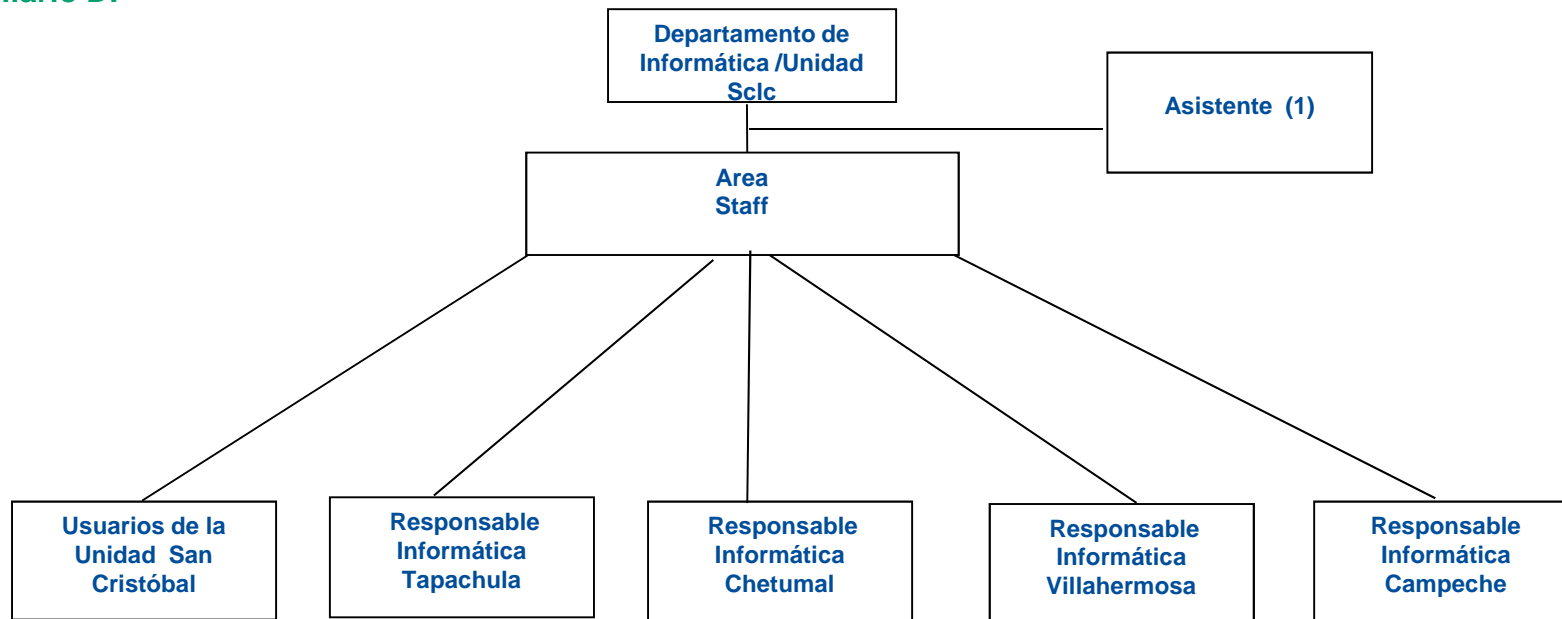 Departamento de
Informática /Unidad
Sclc
Asistente (1)
Area
Staff
Usuarios de la
Unidad San
Cristóbal
Responsable
Informática
Tapachula
Responsable
Informática
Chetumal
Responsable
Informática
Villahermosa
Responsable
Informática
Campeche